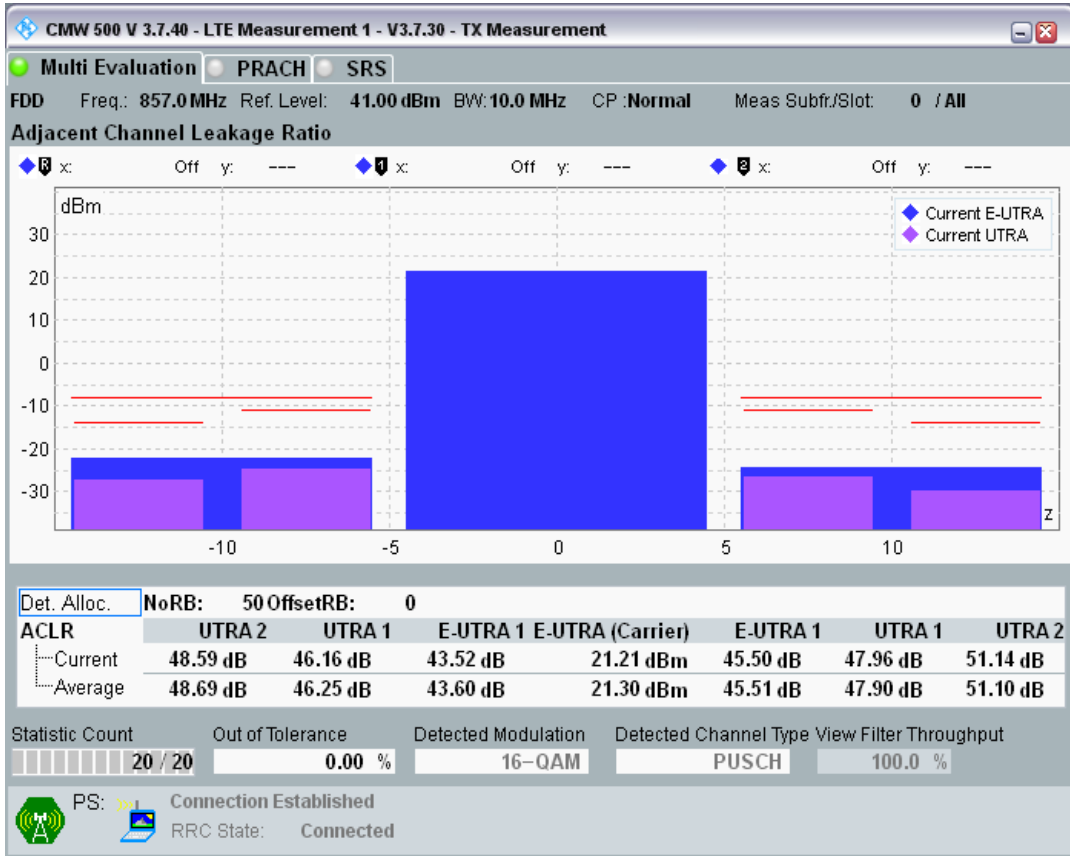 CMW 500 V 3.7.40 - LTE Measurement 1 - V3.7.30 - TX Measurement
Multi Evaluation PRACH SRS
FDD Freq.: 857.0 MHz Ref. Level: 41.00 dBm BW: 10.0 MHz CP :Normal Meas Subfr./Slot: 0 / All
Adjacent Channel Leakage Ratio
R x: Off y: --- 1 x: Off y: --- 2 x: Off y: ---
dBm
Current E-UTRA
Current UTRA
30
20
10
0
-10
-20
-30
z
-10 -5 0 5 10
Det. Alloc. NoRB: 50 OffsetRB: 0
ACLR UTRA 2 UTRA 1 E-UTRA 1 E-UTRA (Carrier) E-UTRA 1 UTRA 1 UTRA 2
Current 48.59 dB 46.16 dB 43.52 dB 21.21 dBm 45.50 dB 47.96 dB 51.14 dB
Average 48.69 dB 46.25 dB 43.60 dB 21.30 dBm 45.51 dB 47.90 dB 51.10 dB
Statistic Count Out of Tolerance Detected Modulation Detected Channel Type View Filter Throughput
20 / 20 0.00 % 16-QAM PUSCH 100.0 %
PS: Connection Established
RRC State: Connected